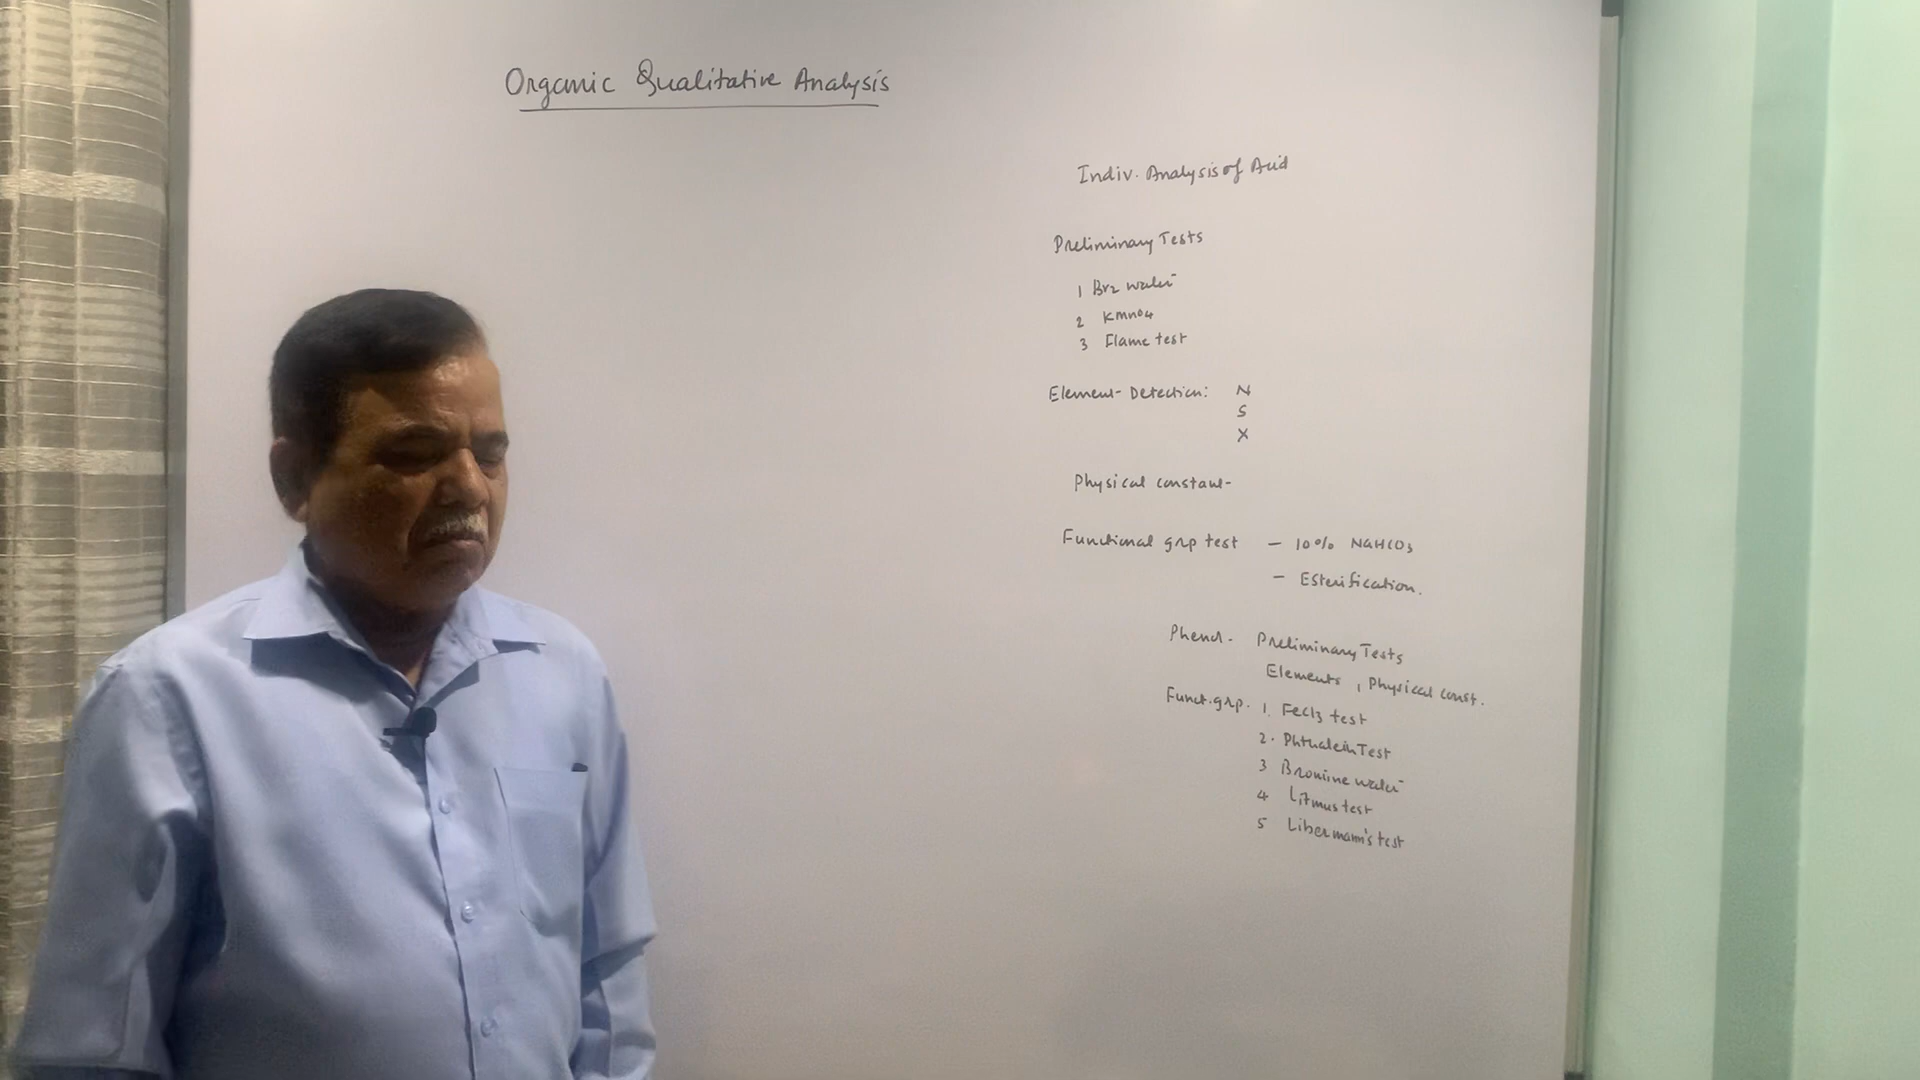 Organic Qualitative Analysis
Indiv. Analysis of Acid
Preliminary Tests
1 Br2 water
2 KMnO4
3 Flame test
Element Detection: N
S
X
Physical constant
Functional grp test - 10% NaHCO3
- Esterification.
Phenol - Preliminary Tests
Elements, Physical const.
Funct. grp. 1. FeCl3 test
2. Phthalein Test
3 Bromine water
4 Litmus test
5 Libermann's test